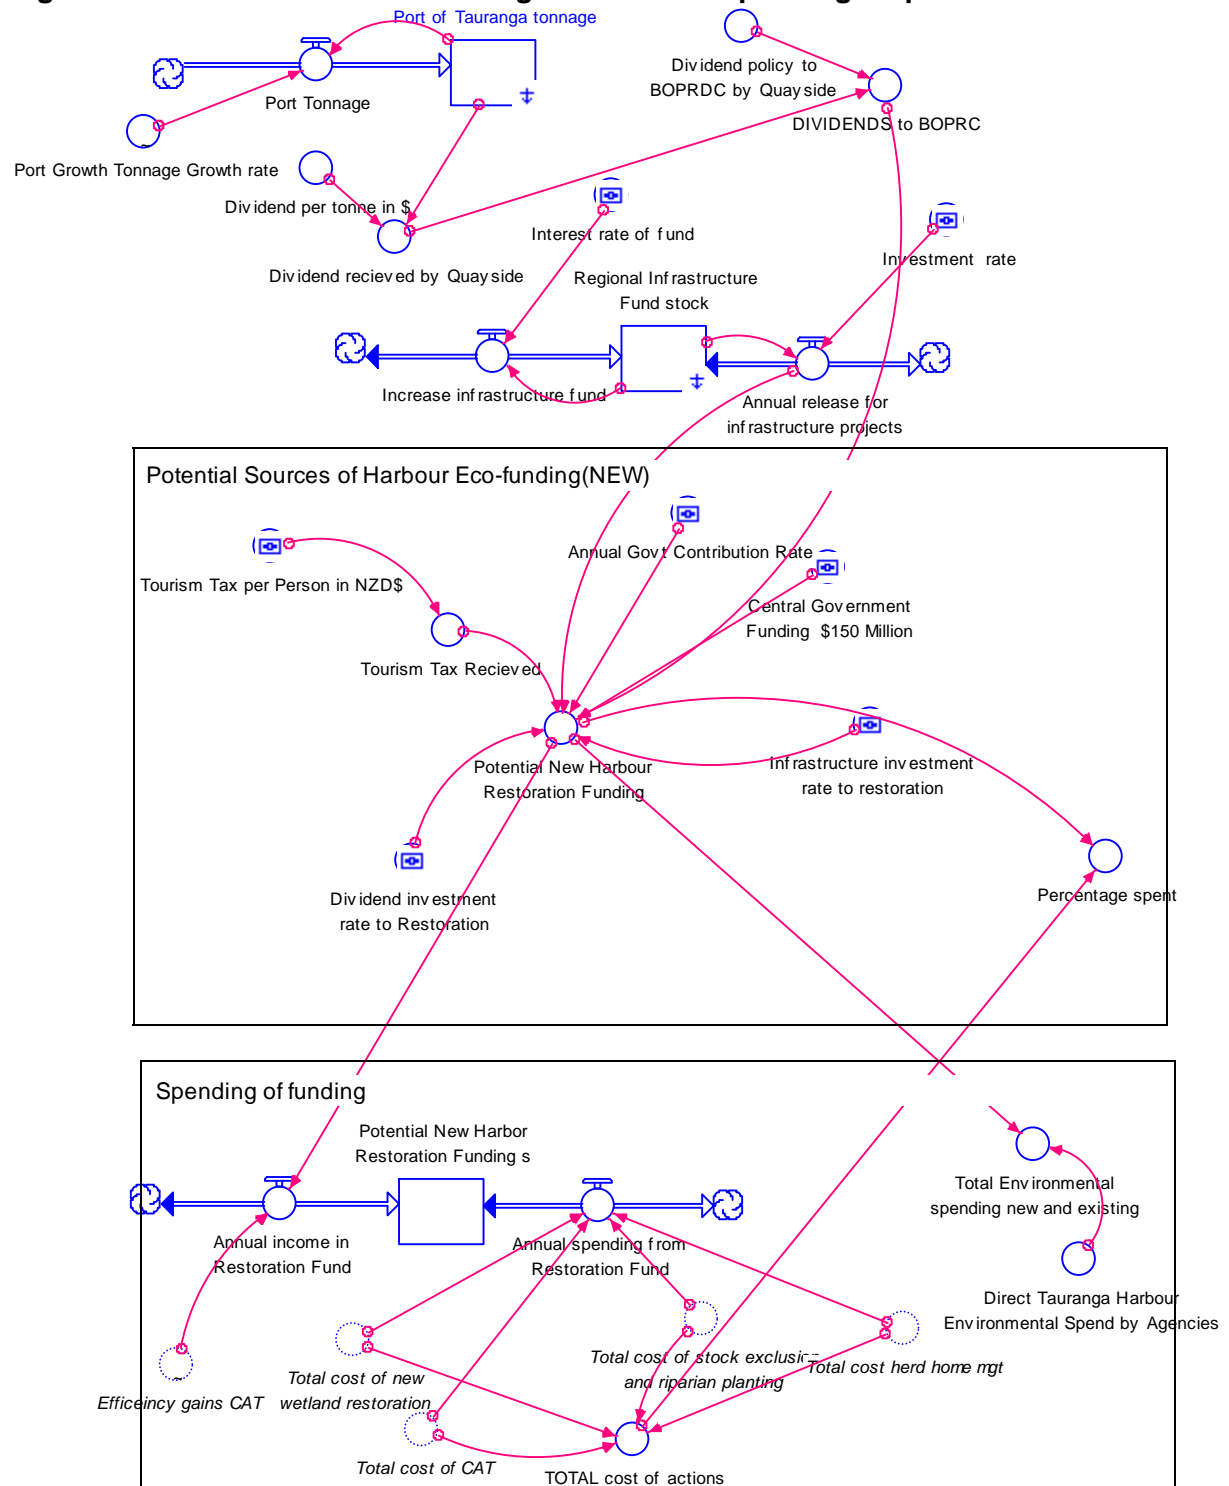 Port of Tauranga tonnage
Dividend policy to
BOPRDC by Quayside
Port Tonnage
DIVIDENDS to BOPRC
Port Growth Tonnage Growth rate
Dividend per tonne in $
Interest rate of fund
Investment rate
Dividend recieved by Quayside
Regional Infrastructure
Fund stock
Increase infrastructure fund
Annual release for
infrastructure projects
Potential Sources of Harbour Eco-funding(NEW)
Annual Govt Contribution Rate
Tourism Tax per Person in NZD$
Central Government
Funding $150 Million
Tourism Tax Recieved
Potential New Harbour
Restoration Funding
Infrastructure investment
rate to restoration
Dividend investment
rate to Restoration
Percentage spent
Spending of funding
Potential New Harbor
Restoration Funding s
Total Environmental
spending new and existing
Annual income in
Restoration Fund
Annual spending from
Restoration Fund
Direct Tauranga Harbour
Environmental Spend by Agencies
Total cost of stock
and riparian planting
Total cost herd home mgt
Total cost of new
wetland restoration
Efficeincy gains CAT
Total cost of CAT
TOTAL cost of actions